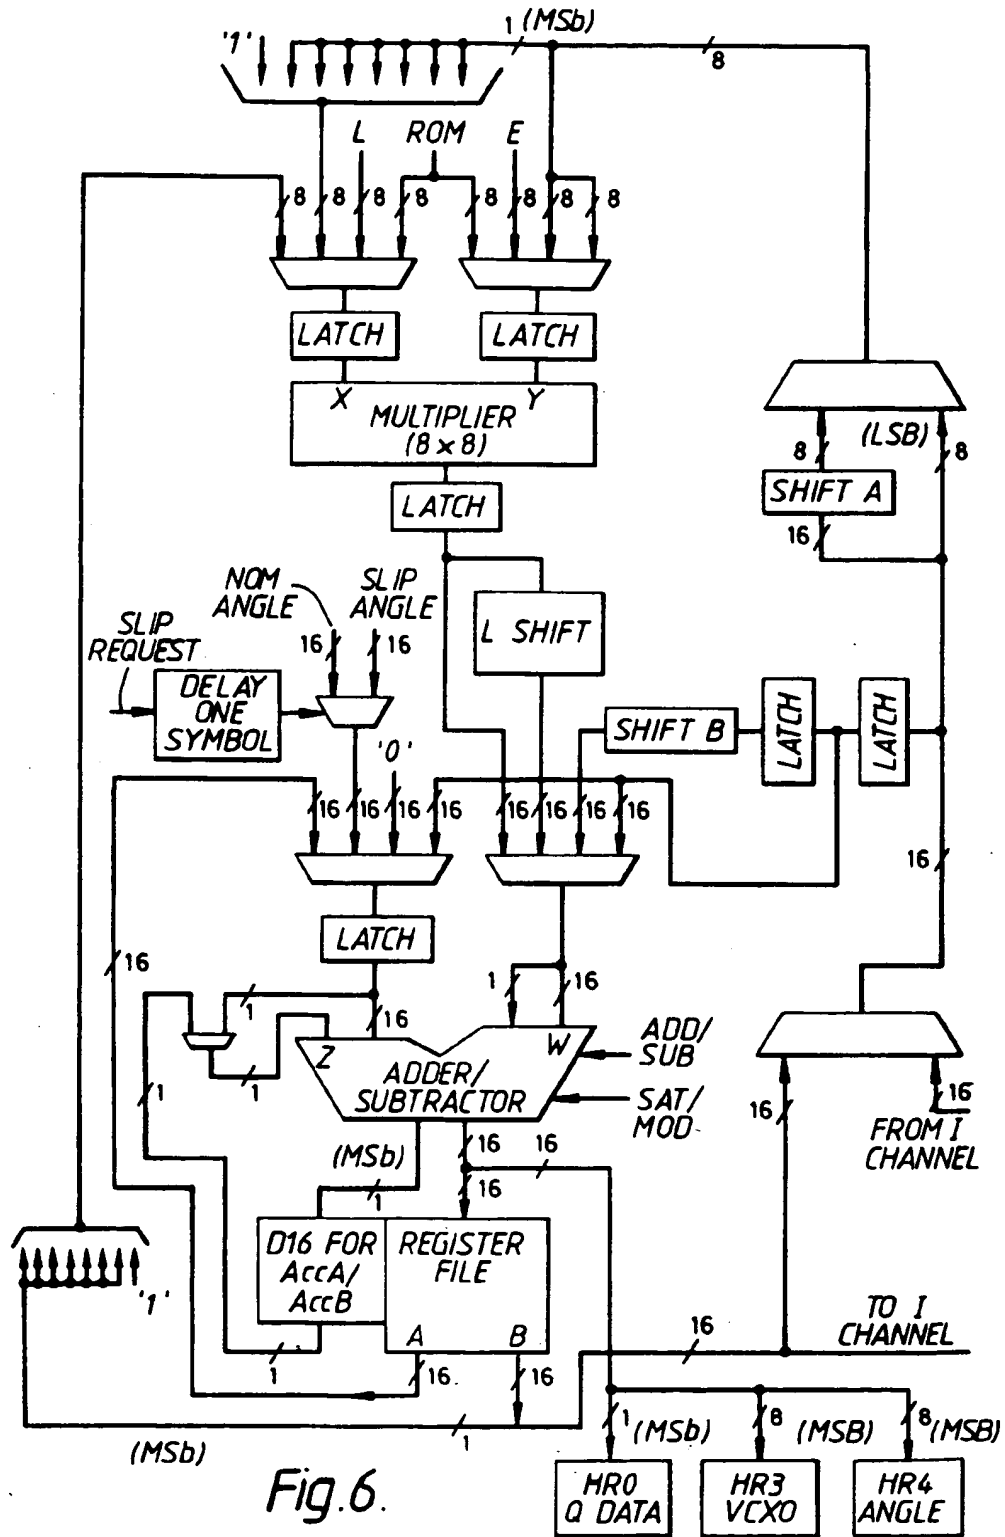 1 (MSb)
'1'
8
L ROM E
8 8 8 8 8 8 8 8
LATCH LATCH
X Y
MULTIPLIER
(8 x 8)
(LSB)
8 8
LATCH
SHIFT A
16
NOM
ANGLE
SLIP
ANGLE
SLIP
REQUEST
16 16
L SHIFT
DELAY
ONE
SYMBOL
SHIFT B
LATCH
LATCH
'0'
16 16 16 16 16 16 16 16
16
LATCH
16
1 16 1 16
Z W
ADD/
SUB
ADDER/
SUBTRACTOR
1 1
SAT/
MOD
16 16
FROM I
CHANNEL
(MSb)
16 16
1 16
D16 FOR
AccA/
AccB
REGISTER
FILE
'1'
A B
TO I
CHANNEL
1 16 16
16
(MSb)
1
1 (MSb)
8 (MSB)
8 (MSB)
HR0
Q DATA
HR3
VCXO
HR4
ANGLE
Fig.6.